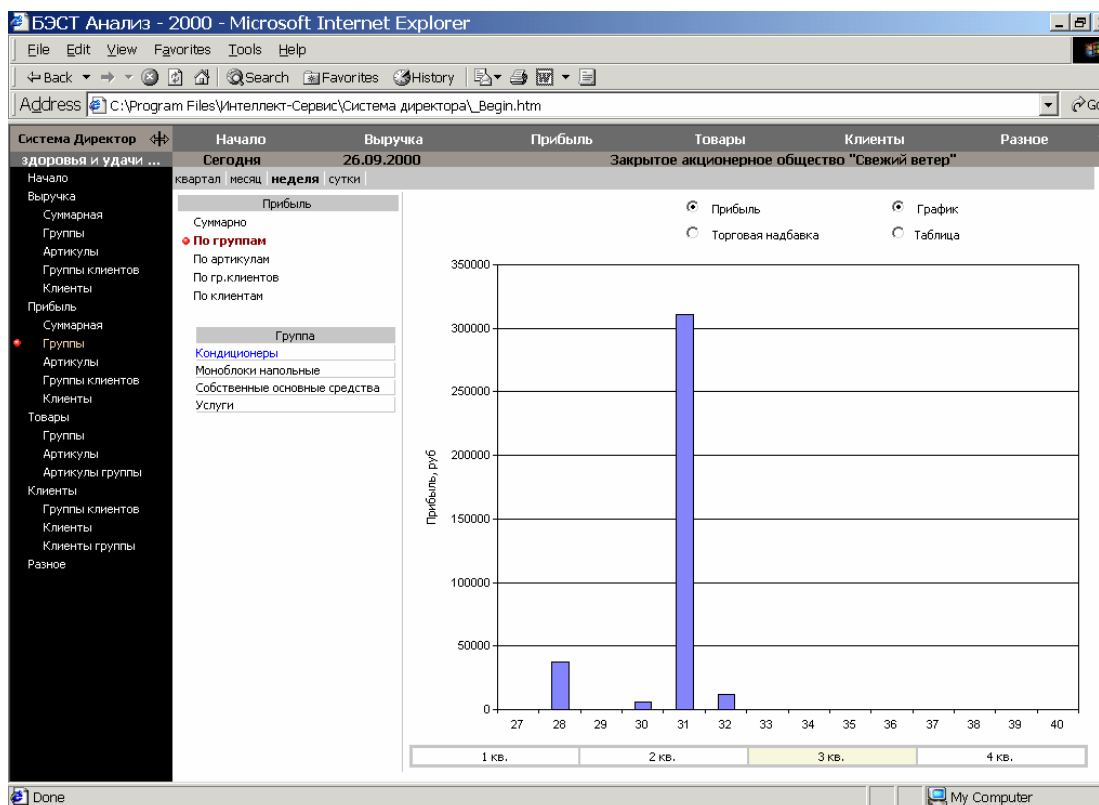 БЭСТ Анализ - 2000 - Microsoft Internet Explorer
File Edit View Favorites Tools Help
Back Search Favorites History
Address C:\Program Files\Интеллект-Сервис\Система директора\_Begin.htm Go
Система Директор Начало Выручка Прибыль Товары Клиенты Разное
здоровья и удачи ... Сегодня 26.09.2000 Закрытое акционерное общество "Свежий ветер"
Начало
Выручка
Суммарная
Группы
Артикулы
Группы клиентов
Клиенты
Прибыль
Суммарная
Группы
Артикулы
Группы клиентов
Клиенты
Товары
Группы
Артикулы
Артикулы группы
Клиенты
Группы клиентов
Клиенты
Клиенты группы
Разное
квартал месяц неделя сутки
Прибыль
Суммарно
По группам
По артикулам
По гр.клиентов
По клиентам
Группа
Кондиционеры
Моноблоки напольные
Собственные основные средства
Услуги
Прибыль График
Торговая надбавка Таблица
Прибыль, руб
350000
300000
250000
200000
150000
100000
50000
0
27 28 29 30 31 32 33 34 35 36 37 38 39 40
1 кв. 2 кв. 3 кв. 4 кв.
Done My Computer